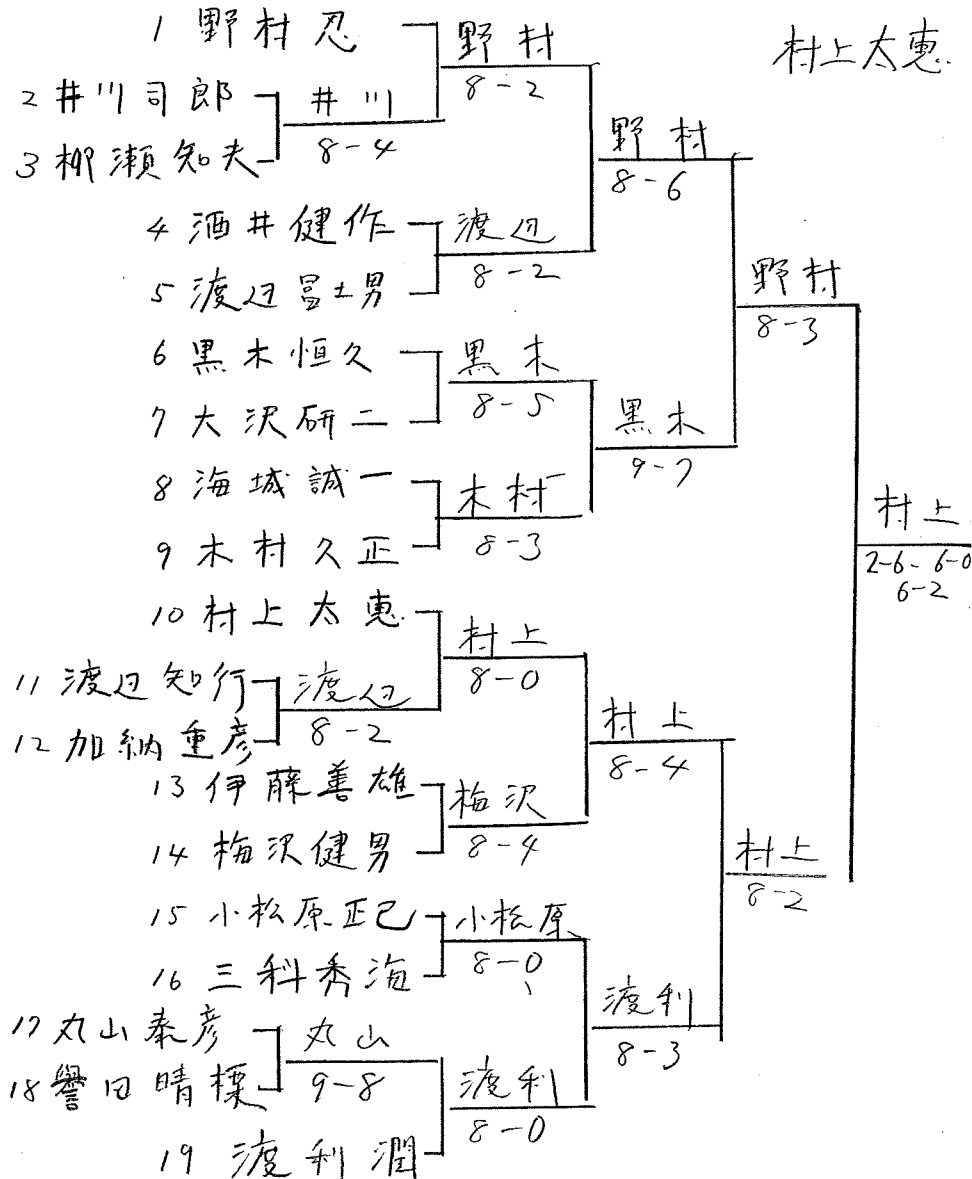 村上太恵
1 野村忍
野村
8-2
2 井川司郎
井川
8-4
3 柳瀬知夫
野村
8-6
4 酒井健作
渡辺
8-2
5 渡辺冨士男
野村
8-3
6 黒木恒久
黒木
8-5
7 大沢研二
黒木
9-7
8 海城誠一
木村
8-3
9 木村久正
村上
2-6- 6-0
6-2
10 村上太恵
村上
8-0
11 渡辺知行
渡辺
8-2
12 加納重彦
村上
8-4
13 伊藤善雄
梅沢
8-4
14 梅沢健男
村上
8-2
15 小松原正己
小松原
8-0
16 三科秀海
渡利
8-3
17 丸山泰彦
丸山
9-8
18 誉田晴標
渡利
8-0
19 渡利潤